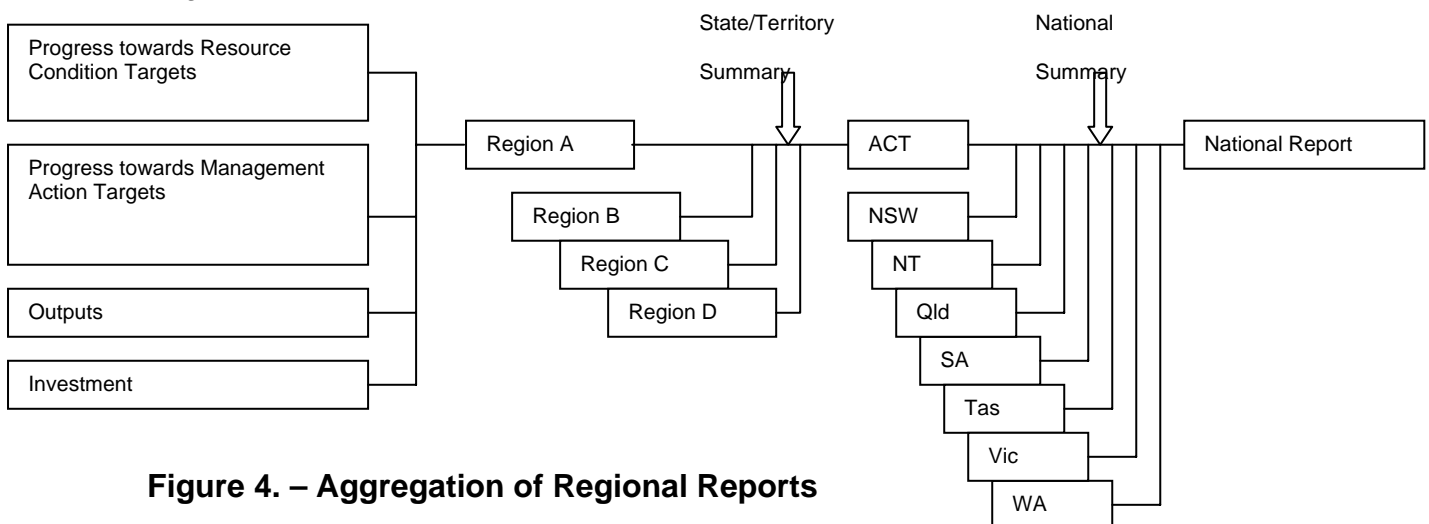 State/Territory
Summary
National
Summary
Progress towards Resource
Condition Targets
Region A
ACT
National Report
Progress towards Management
Action Targets
Region B
NSW
Region C
NT
Outputs
Region D
Qld
SA
Investment
Tas
Vic
WA
Figure 4. – Aggregation of Regional Reports